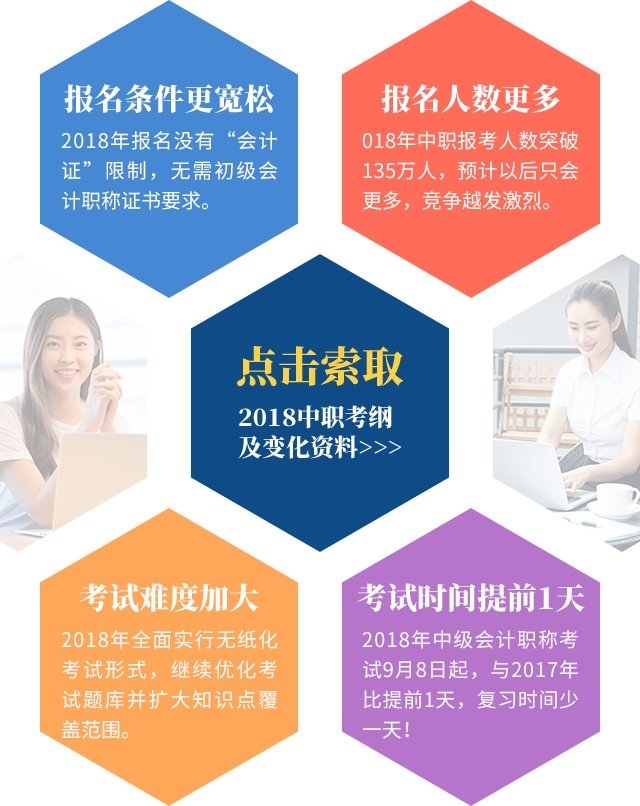 报名条件更宽松
2018年报名没有“会计
证”限制，无需初级会
计职称证书要求。
报名人数更多
018年中职报考人数突破
135万人，预计以后只会
更多，竞争越发激烈。
点击索取
2018中职考纲
及变化资料>>>
考试难度加大
2018年全面实行无纸化
考试形式，继续优化考
试题库并扩大知识点覆
盖范围。
考试时间提前1天
2018年中级会计职称考
试9月8日起，与2017年
比提前1天，复习时间少
一天！